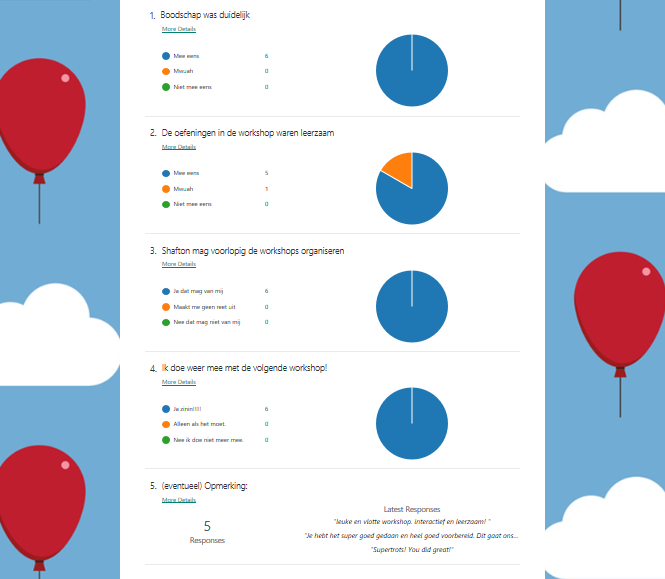 1. Boodschap was duidelijk
More Details
Mee eens 6
Mwuah 0
Niet mee eens 0
2. De oefeningen in de workshop waren leerzaam
More Details
Mee eens 5
Mwuah 1
Niet mee eens 0
3. Shafton mag voorlopig de workshops organiseren
More Details
Ja dat mag van mij 6
Maakt me geen reet uit 0
Nee dat mag niet van mij 0
4. Ik doe weer mee met de volgende workshop!
More Details
Ja zinin!!!! 6
Alleen als het moet. 0
Nee ik doe niet meer mee. 0
5. (eventueel) Opmerking:
More Details
5
Responses
Latest Responses
"leuke en vlotte workshop. interactief en leerzaam! "
"Je hebt het super goed gedaan en heel goed voorbereid. Dit gaat ons...
"Supertrots! You did great!"